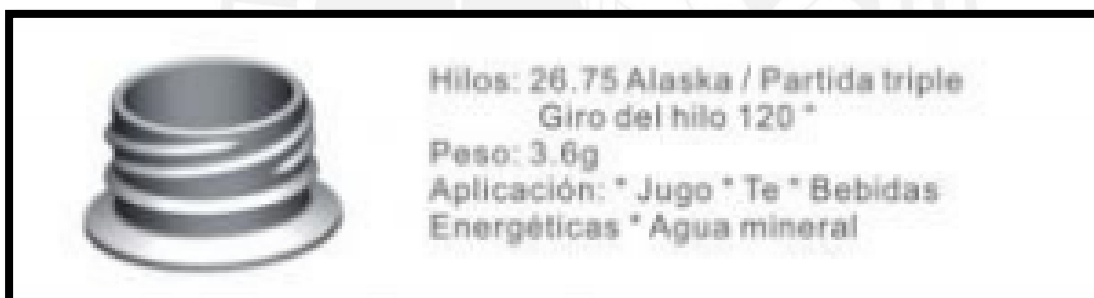 Hilos: 26.75 Alaska / Partida triple
Giro del hilo 120 °
Peso: 3.6g
Aplicación: * Jugo * Te * Bebidas
Energéticas * Agua mineral